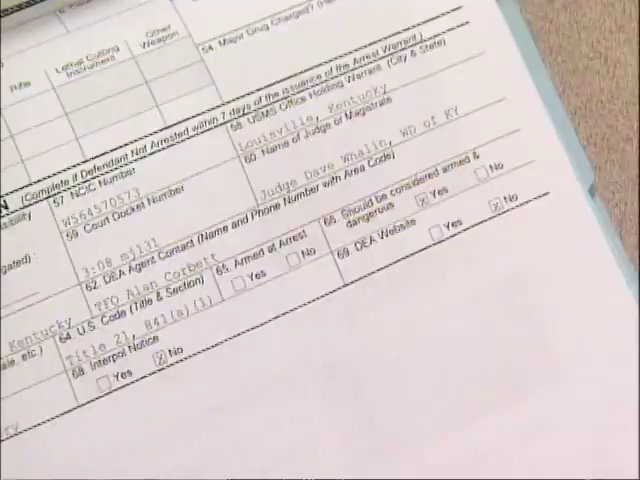 Rifle
Lethal Cutting
Instrument
Other
Weapon
54. Major Drug Charged?
(Complete if Defendant Not Arrested within 7 days of the issuance of the Arrest Warrant.)
57. NCIC Number
W564570573
58. USMS Office Holding Warrant (City & State)
Louisville, Kentucky
59. Court Docket Number
3:08 mj131
60. Name of Judge or Magistrate
Judge Dave Whalin, WD of KY
62. DEA Agent Contact (Name and Phone Number with Area Code)
TFO Alan Corbett
Kentucky
64. U.S. Code (Title & Section)
Title 21, 841(a)(1)
65. Armed at Arrest
Yes
No
66. Should be considered armed &
dangerous
X Yes
No
68. Interpol Notice
Yes
X No
69. DEA Website
Yes
X No